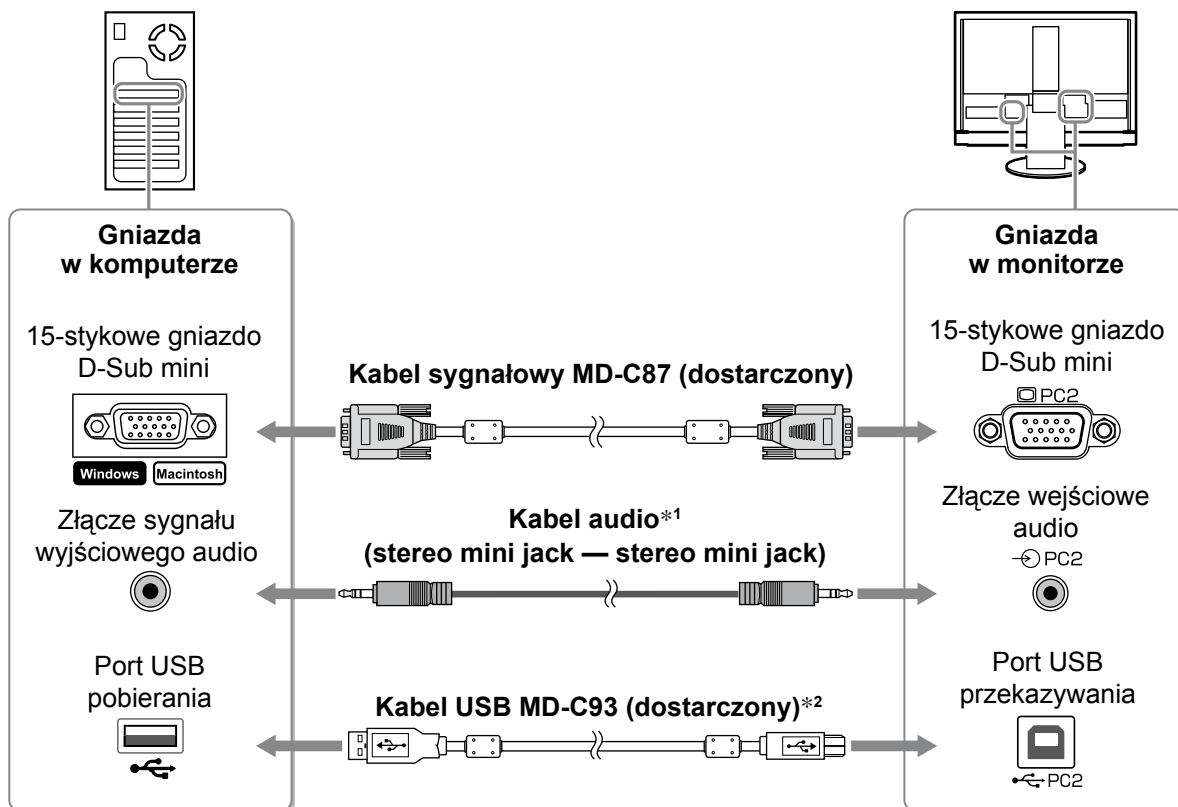 Gniazda
w komputerze
15-stykowe gniazdo
D-Sub mini
Windows Macintosh
Złącze sygnału
wyjściowego audio
Port USB
pobierania
Kabel sygnałowy MD-C87 (dostarczony)
Kabel audio*1
(stereo mini jack — stereo mini jack)
Kabel USB MD-C93 (dostarczony)*2
Gniazda
w monitorze
15-stykowe gniazdo
D-Sub mini
PC2
Złącze wejściowe
audio
PC2
Port USB
przekazywania
PC2